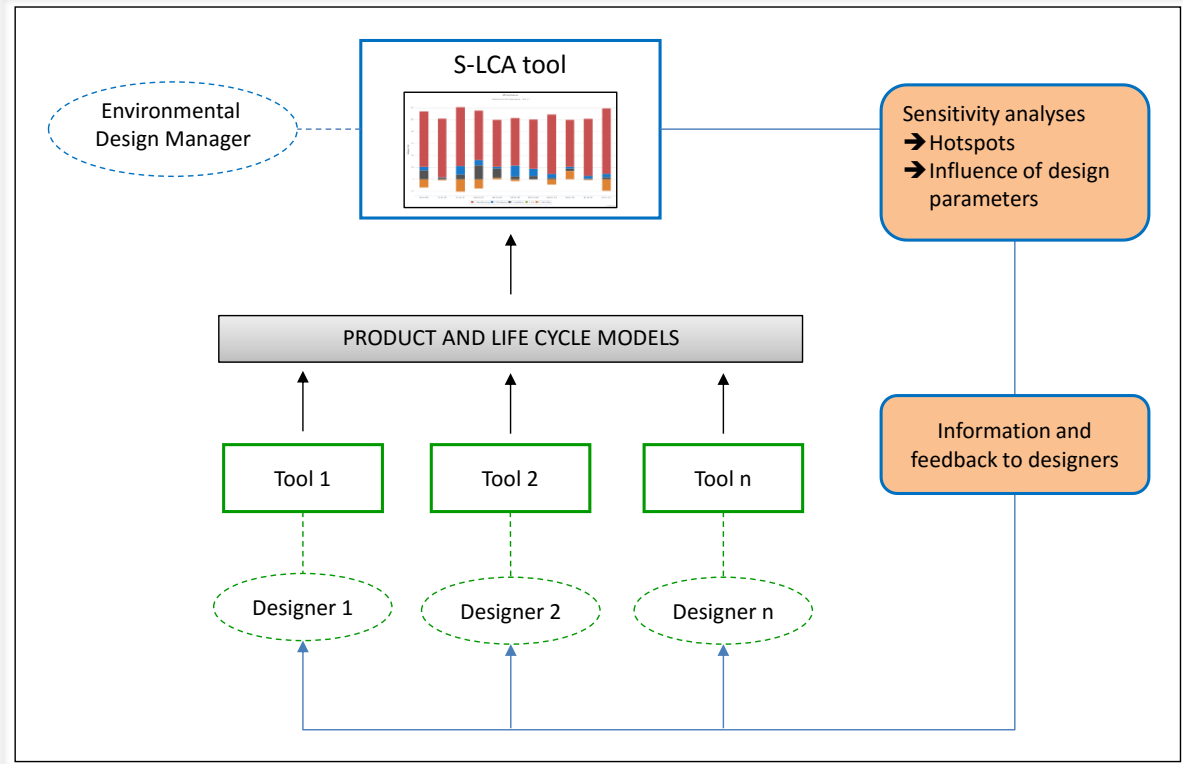 S-LCA tool
Environmental
Design Manager
Sensitivity analyses
➔ Hotspots
➔ Influence of design
parameters
PRODUCT AND LIFE CYCLE MODELS
Tool 1
Tool 2
Tool n
Information and
feedback to designers
Designer 1
Designer 2
Designer n